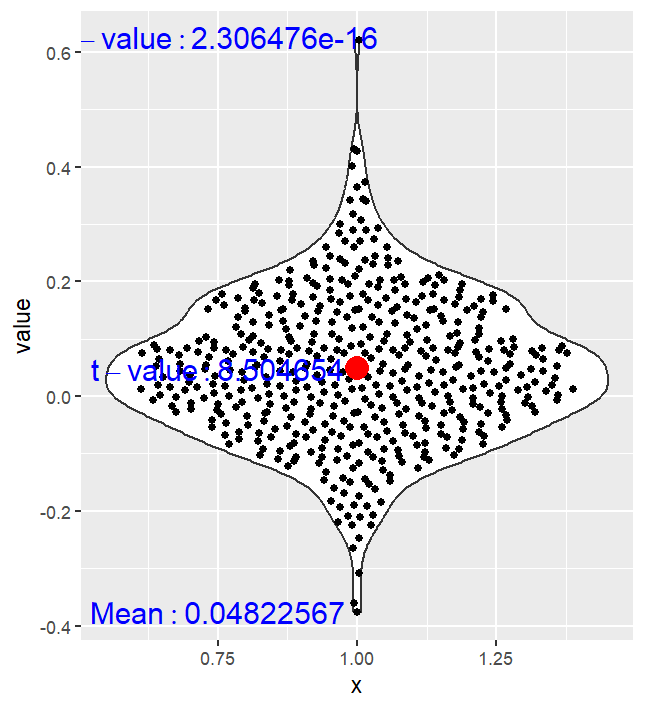 0.6
– value : 2.306476e-16
0.4
0.2
value
t – value : 8.504654
0.0
-0.2
Mean : 0.04822567
-0.4
0.75 1.00 1.25
x